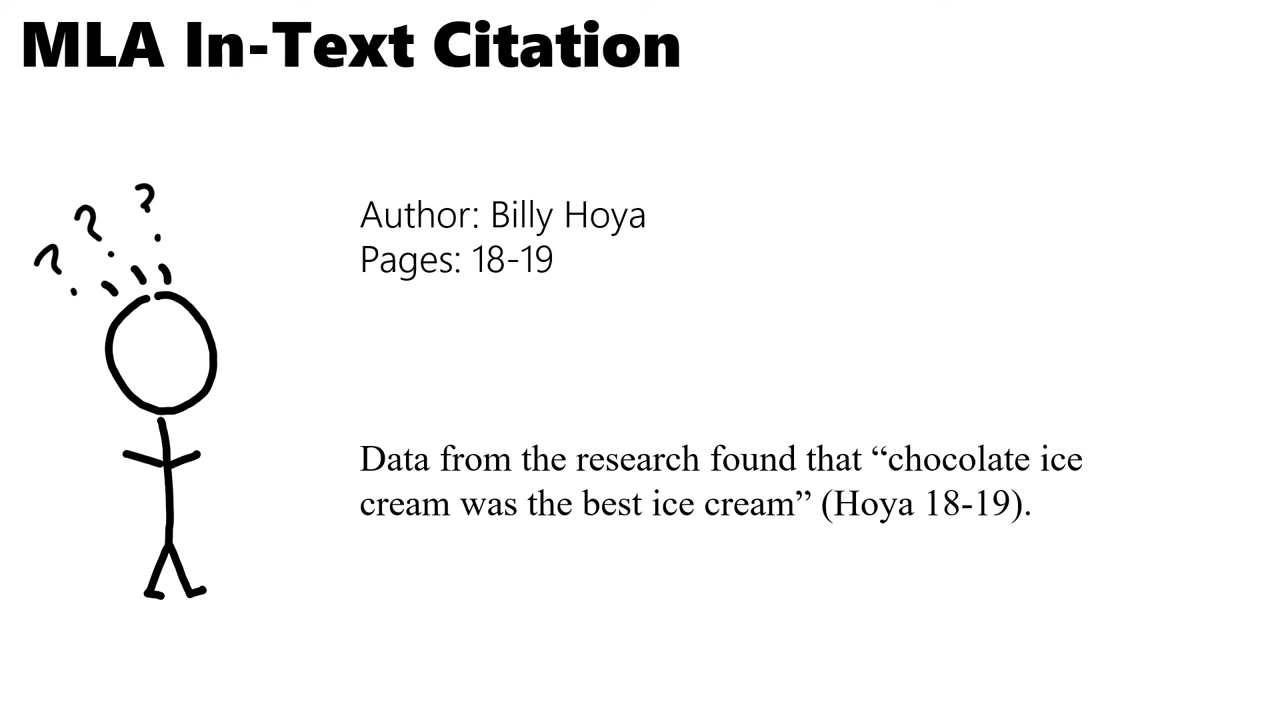 MLA In-Text Citation
? ? ?
Author: Billy Hoya
Pages: 18-19
Data from the research found that “chocolate ice
cream was the best ice cream” (Hoya 18-19).